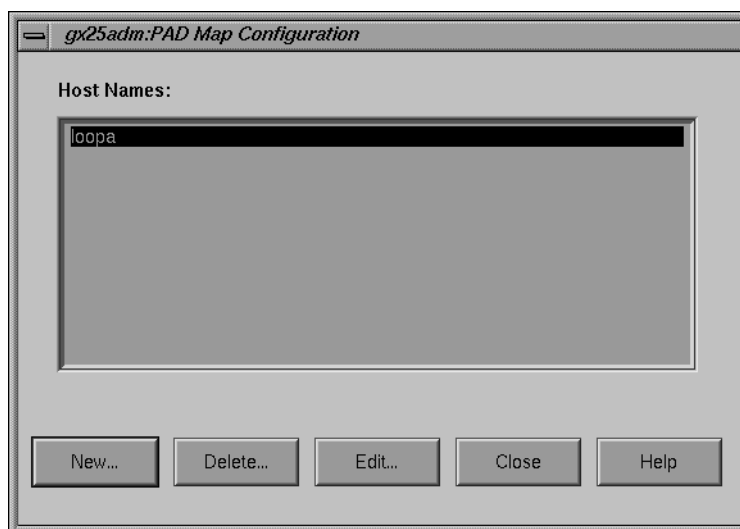 gx25adm:PAD Map Configuration
Host Names:
loopa
New... Delete... Edit... Close Help